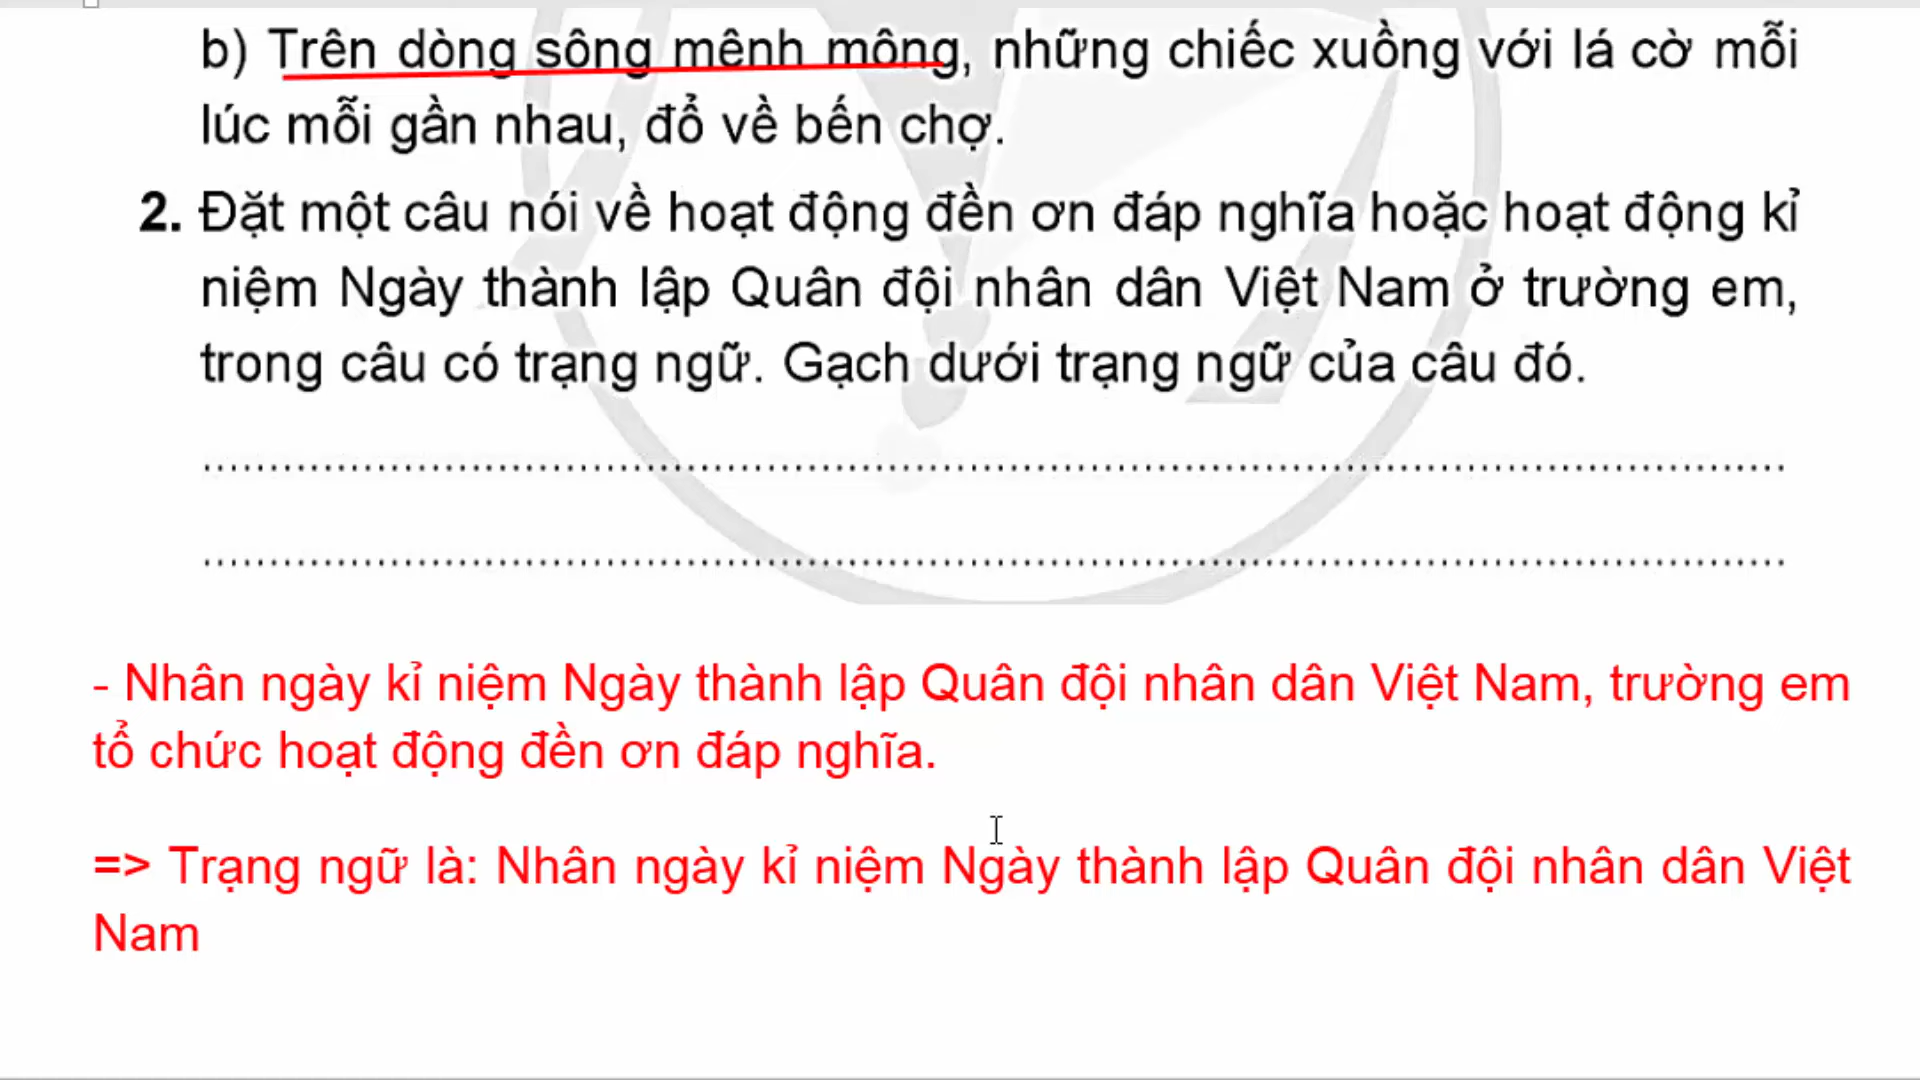 b) Trên dòng sông mênh mông, những chiếc xuồng với lá cờ mỗi
lúc mỗi gần nhau, đổ về bến chợ.
2. Đặt một câu nói về hoạt động đền ơn đáp nghĩa hoặc hoạt động kỉ
niệm Ngày thành lập Quân đội nhân dân Việt Nam ở trường em,
trong câu có trạng ngữ. Gạch dưới trạng ngữ của câu đó.
- Nhân ngày kỉ niệm Ngày thành lập Quân đội nhân dân Việt Nam, trường em
tổ chức hoạt động đền ơn đáp nghĩa.
=> Trạng ngữ là: Nhân ngày kỉ niệm Ngày thành lập Quân đội nhân dân Việt
Nam